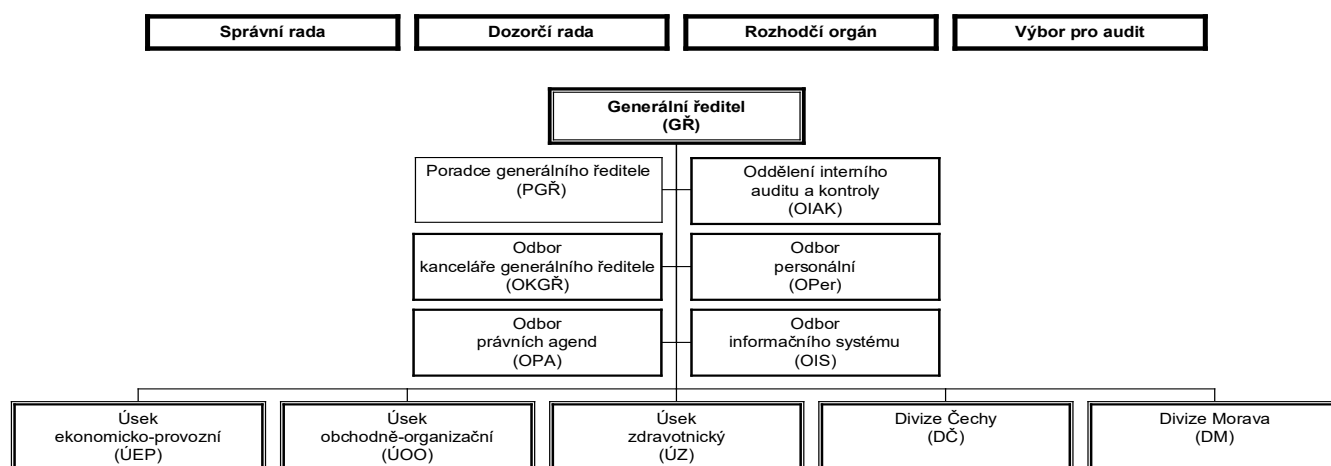 Správní rada
Dozorčí rada
Rozhodčí orgán
Výbor pro audit
Generální ředitel
(GŘ)
Poradce generálního ředitele
(PGŘ)
Oddělení interního
auditu a kontroly
(OIAK)
Odbor
kanceláře generálního ředitele
(OKGŘ)
Odbor
personální
(OPer)
Odbor
právních agend
(OPA)
Odbor
informačního systému
(OIS)
Úsek
ekonomicko-provozní
(ÚEP)
Úsek
obchodně-organizační
(ÚOO)
Úsek
zdravotnický
(ÚZ)
Divize Čechy
(DČ)
Divize Morava
(DM)